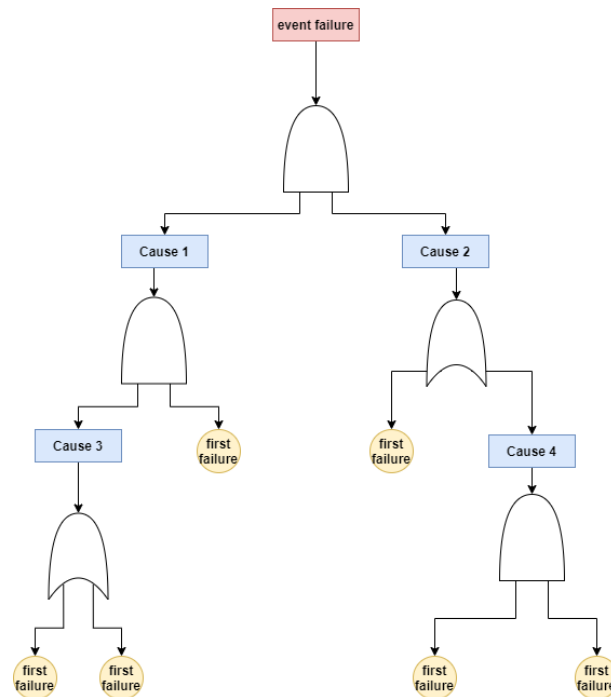 event failure
Cause 1
Cause 2
Cause 3
first
failure
first
failure
Cause 4
first
failure
first
failure
first
failure
first
failure